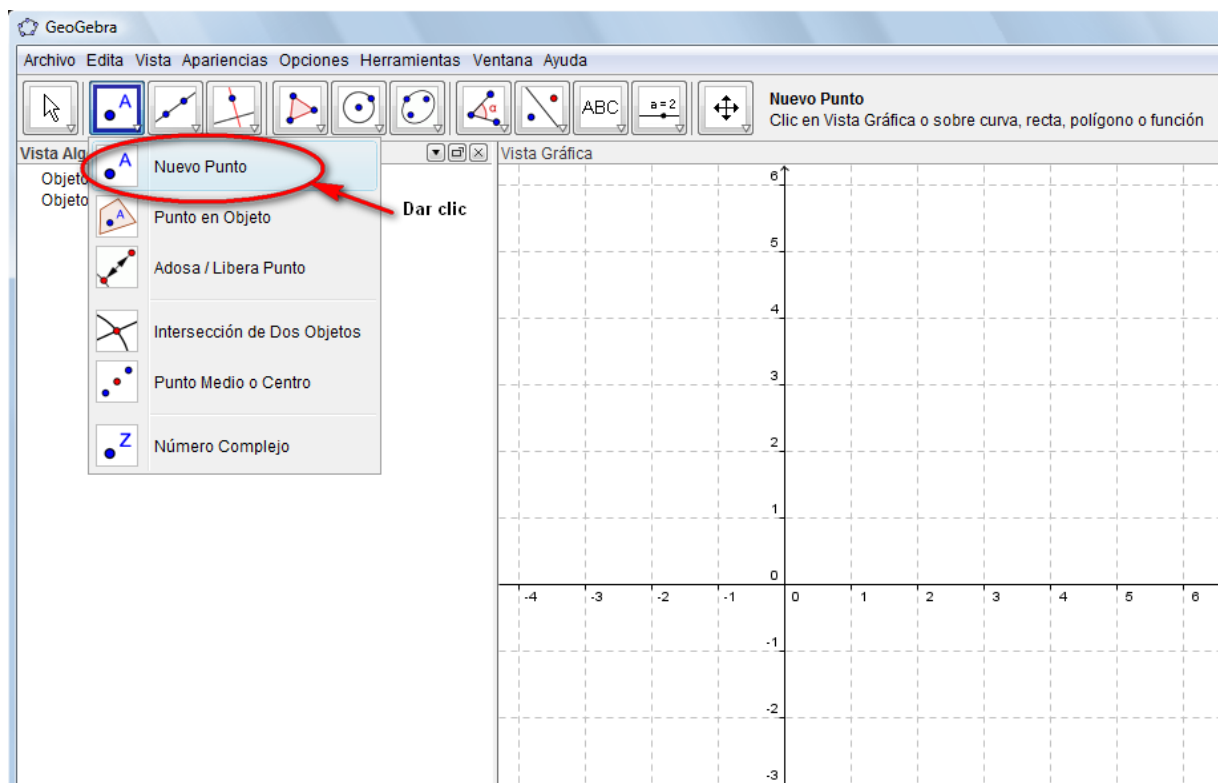 GeoGebra
Archivo Edita Vista Apariencias Opciones Herramientas Ventana Ayuda
A
α
ABC
a=2
Nuevo Punto
Clic en Vista Gráfica o sobre curva, recta, polígono o función
Vista Alg
Objeto
Objeto
A Nuevo Punto
A Punto en Objeto
Adosa / Libera Punto
Intersección de Dos Objetos
Punto Medio o Centro
Z Número Complejo
Dar clic
Vista Gráfica
6
5
4
3
2
1
0
-4 -3 -2 -1 0 1 2 3 4 5 6
-1
-2
-3